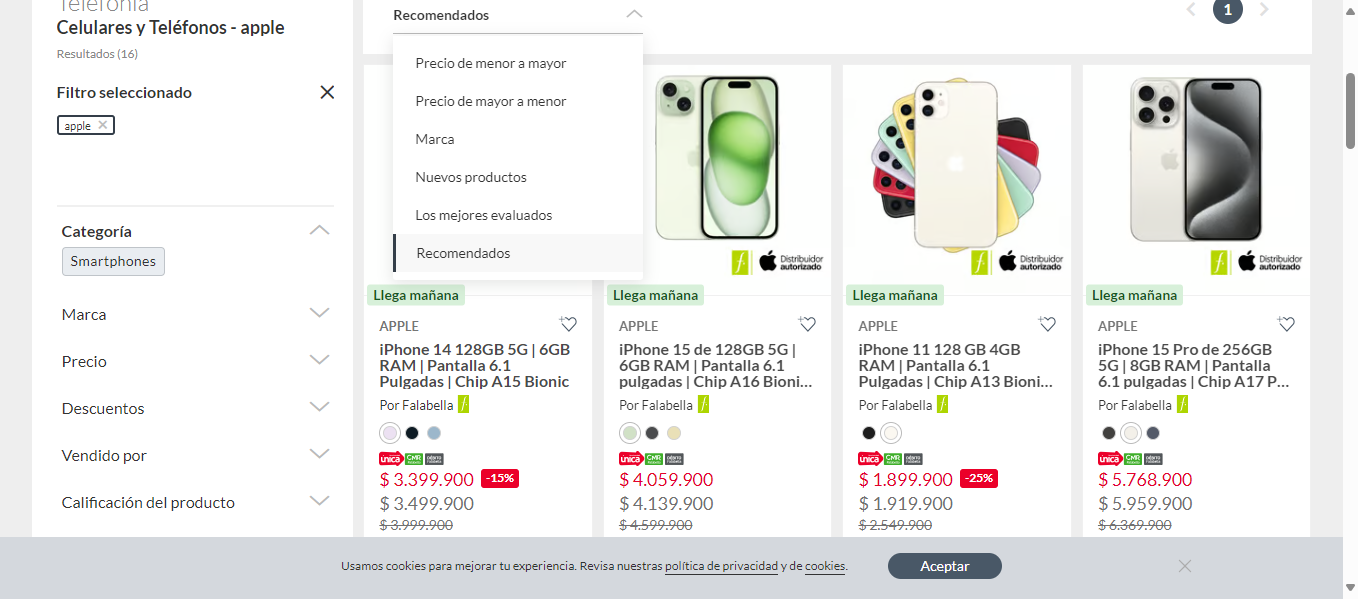 Telefonía
Celulares y Teléfonos - apple
Resultados (16)
Filtro seleccionado
apple
Categoría
Smartphones
Marca
Precio
Descuentos
Vendido por
Calificación del producto
Recomendados
1
Precio de menor a mayor
Precio de mayor a menor
Marca
Nuevos productos
Los mejores evaluados
Recomendados
Llega mañana
APPLE
iPhone 14 128GB 5G | 6GB
RAM | Pantalla 6.1
Pulgadas | Chip A15 Bionic
Por Falabella
única CMR
$ 3.399.900 -15%
$ 3.499.900
$ 3.999.900
Distribuidor
autorizado
Llega mañana
APPLE
iPhone 15 de 128GB 5G |
6GB RAM | Pantalla 6.1
pulgadas | Chip A16 Bioni...
Por Falabella
única CMR
$ 4.059.900
$ 4.139.900
$ 4.599.900
Distribuidor
autorizado
Llega mañana
APPLE
iPhone 11 128 GB 4GB
RAM | Pantalla 6.1
Pulgadas | Chip A13 Bioni...
Por Falabella
única CMR
$ 1.899.900 -25%
$ 1.919.900
$ 2.549.900
Distribuidor
autorizado
Llega mañana
APPLE
iPhone 15 Pro de 256GB
5G | 8GB RAM | Pantalla
6.1 pulgadas | Chip A17 P...
Por Falabella
única CMR
$ 5.768.900
$ 5.959.900
$ 6.369.900
Usamos cookies para mejorar tu experiencia. Revisa nuestras política de privacidad y de cookies.
Aceptar